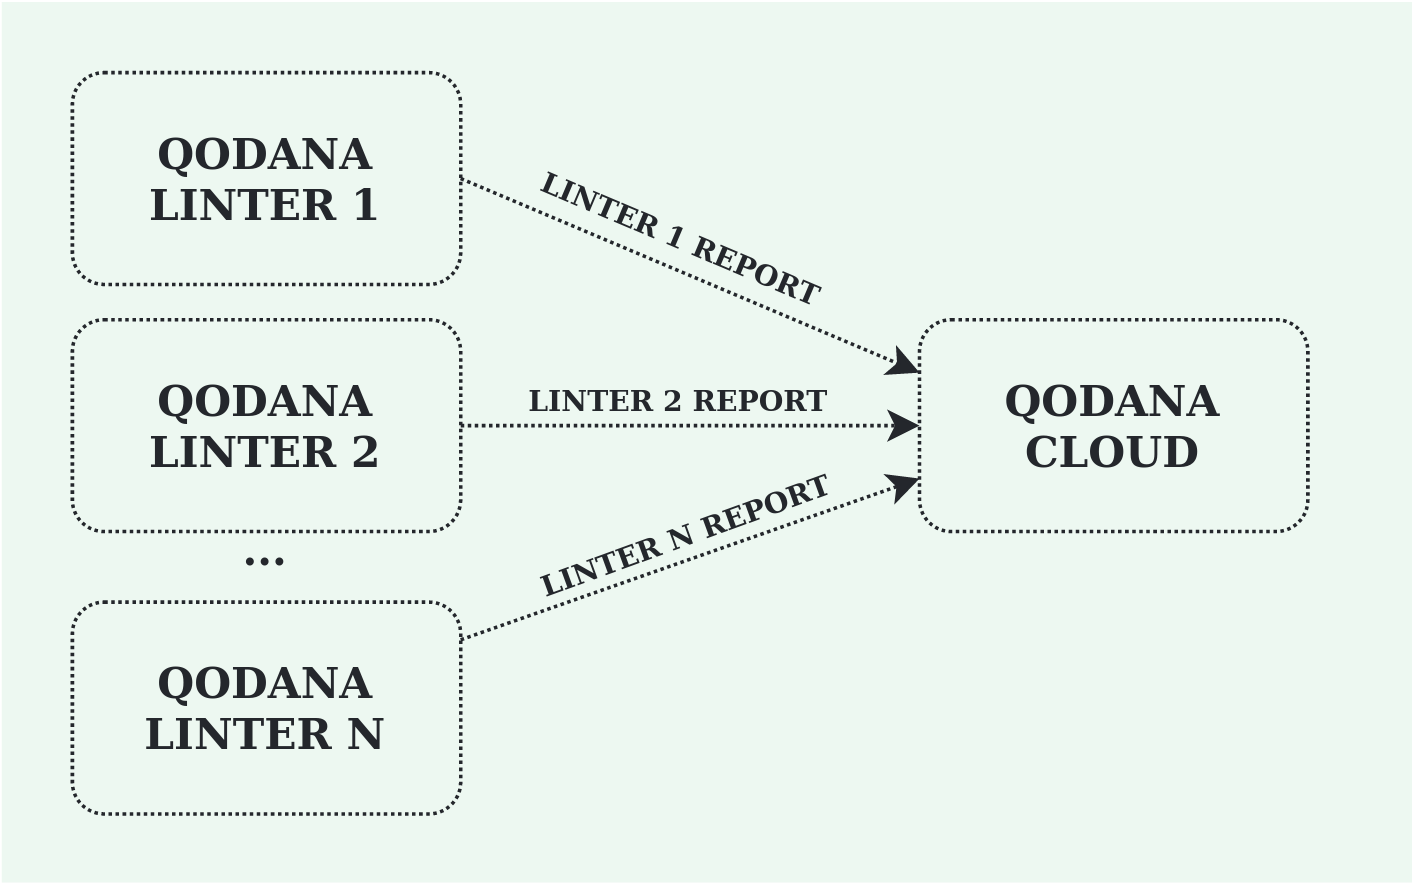 QODANA
LINTER 1
LINTER 1 REPORT
QODANA
LINTER 2
LINTER 2 REPORT
QODANA
CLOUD
...
LINTER N REPORT
QODANA
LINTER N